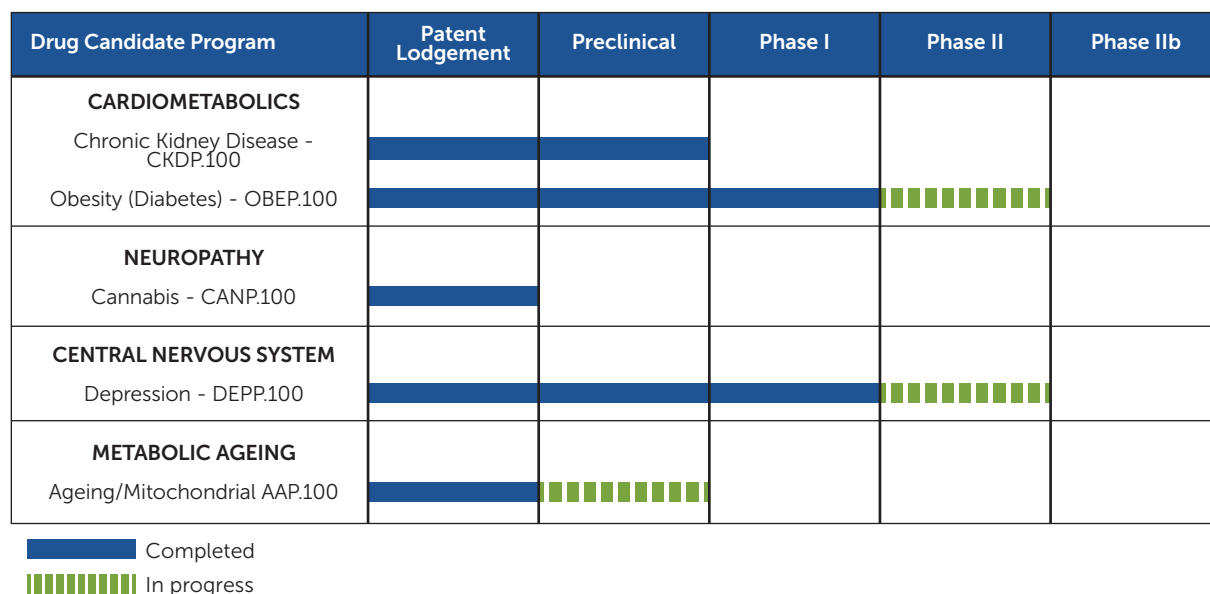 Drug Candidate Program
Patent
Lodgement
Preclinical
Phase I
Phase II
Phase IIb
CARDIOMETABOLICS
Chronic Kidney Disease -
CKDP.100
Obesity (Diabetes) - OBEP.100
NEUROPATHY
Cannabis - CANP.100
CENTRAL NERVOUS SYSTEM
Depression - DEPP.100
METABOLIC AGEING
Ageing/Mitochondrial AAP.100
Completed
In progress